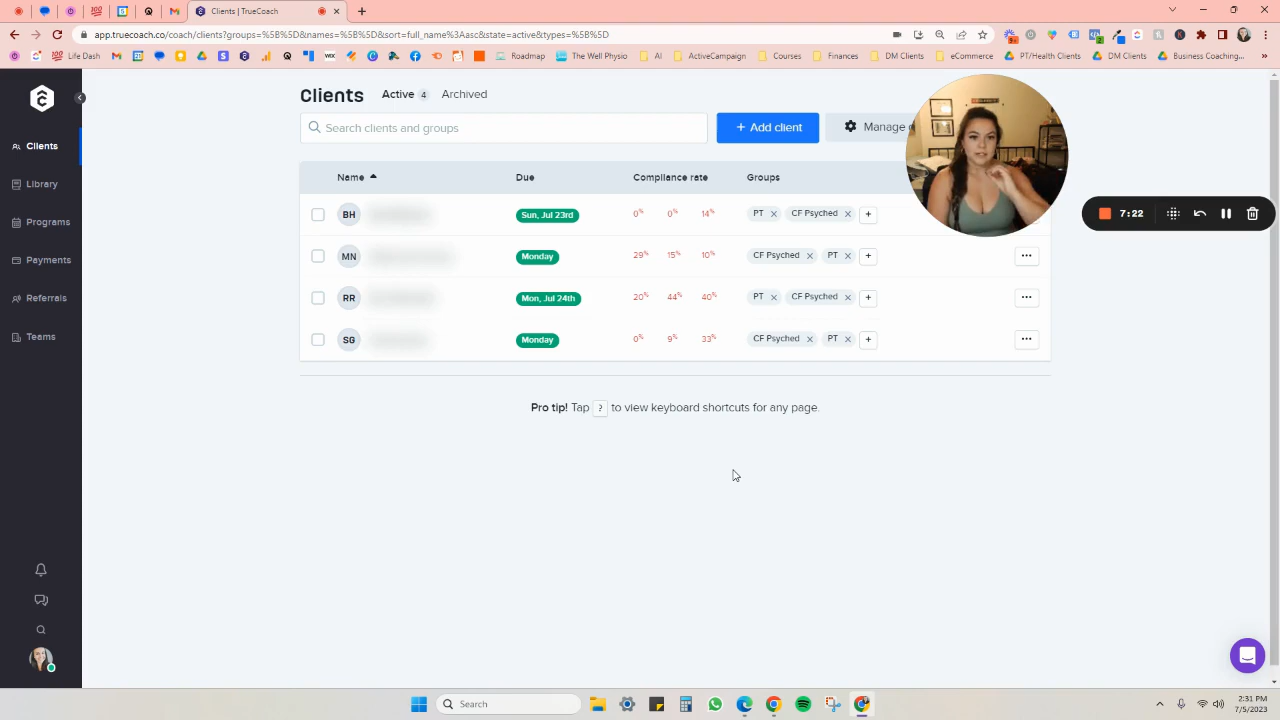 Clients | TrueCoach
app.truecoach.co/coach/clients?groups=%5B%5D&names=%5B%5D&sort=full_name%3Aasc&state=active&types=%5B%5D
Life Dash
Roadmap
The Well Physio
AI
ActiveCampaign
Courses
Finances
DM Clients
eCommerce
PT/Health Clients
DM Clients
Business Coaching...
Clients Active 4 Archived
Search clients and groups
+ Add client
Manage
Name Due Compliance rate Groups
BH Sun, Jul 23rd 0% 0% 14% PT × CF Psyched × +
MN Monday 29% 15% 10% CF Psyched × PT × + ...
RR Mon, Jul 24th 20% 44% 40% PT × CF Psyched × + ...
SG Monday 0% 9% 33% CF Psyched × PT × + ...
Pro tip! Tap ? to view keyboard shortcuts for any page.
Clients
Library
Programs
Payments
Referrals
Teams
7:22
Search
7:31 PM
7/5/2023